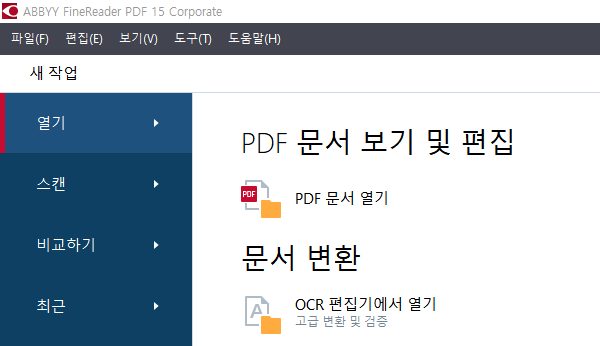 ABBYY FineReader PDF 15 Corporate
파일(F) 편집(E) 보기(V) 도구(T) 도움말(H)
새 작업
열기
스캔
비교하기
최근
PDF 문서 보기 및 편집
PDF
PDF 문서 열기
문서 변환
A
OCR 편집기에서 열기
고급 변환 및 검증